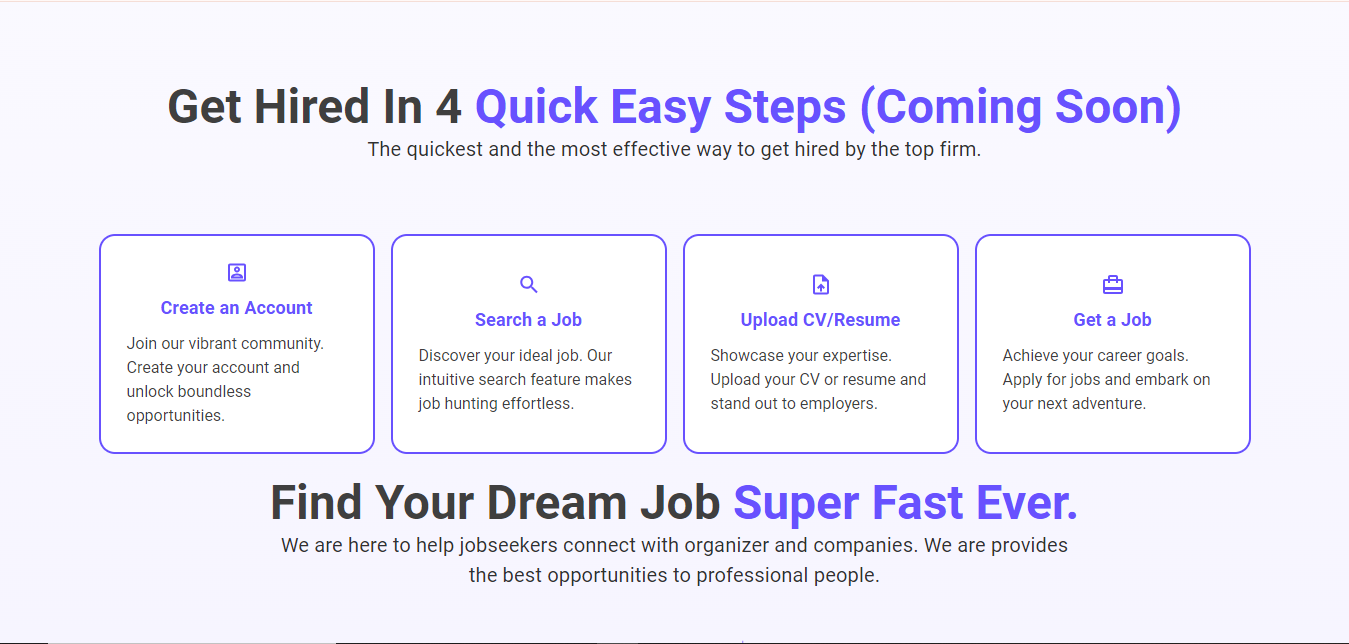 Get Hired In 4 Quick Easy Steps (Coming Soon)
The quickest and the most effective way to get hired by the top firm.
Create an Account
Join our vibrant community.
Create your account and
unlock boundless
opportunities.
Search a Job
Discover your ideal job. Our
intuitive search feature makes
job hunting effortless.
Upload CV/Resume
Showcase your expertise.
Upload your CV or resume and
stand out to employers.
Get a Job
Achieve your career goals.
Apply for jobs and embark on
your next adventure.
Find Your Dream Job Super Fast Ever.
We are here to help jobseekers connect with organizer and companies. We are provides
the best opportunities to professional people.